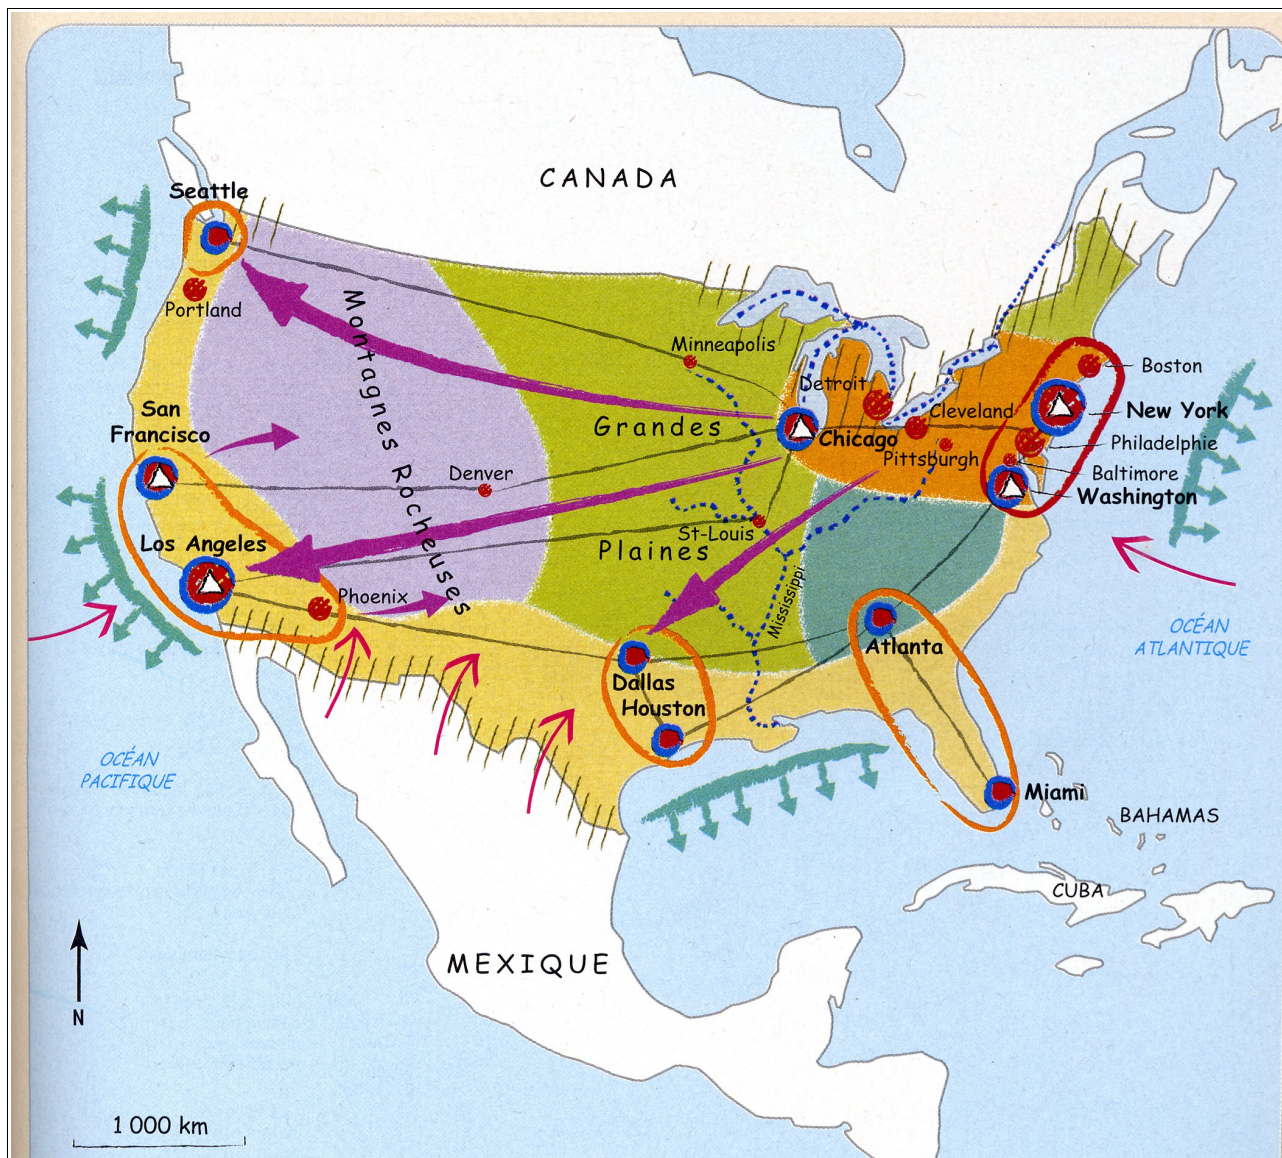 CANADA
Seattle
Portland
Montagnes Rocheuses
Minneapolis
Detroit
Boston
San
Francisco
Grandes
Chicago
Cleveland
New York
Pittsburgh
Philadelphie
Denver
Baltimore
Washington
St-Louis
Plaines
Los Angeles
Phoenix
Mississippi
Atlanta
OCÉAN
ATLANTIQUE
Dallas
Houston
OCÉAN
PACIFIQUE
Miami
BAHAMAS
CUBA
MEXIQUE
N
1 000 km